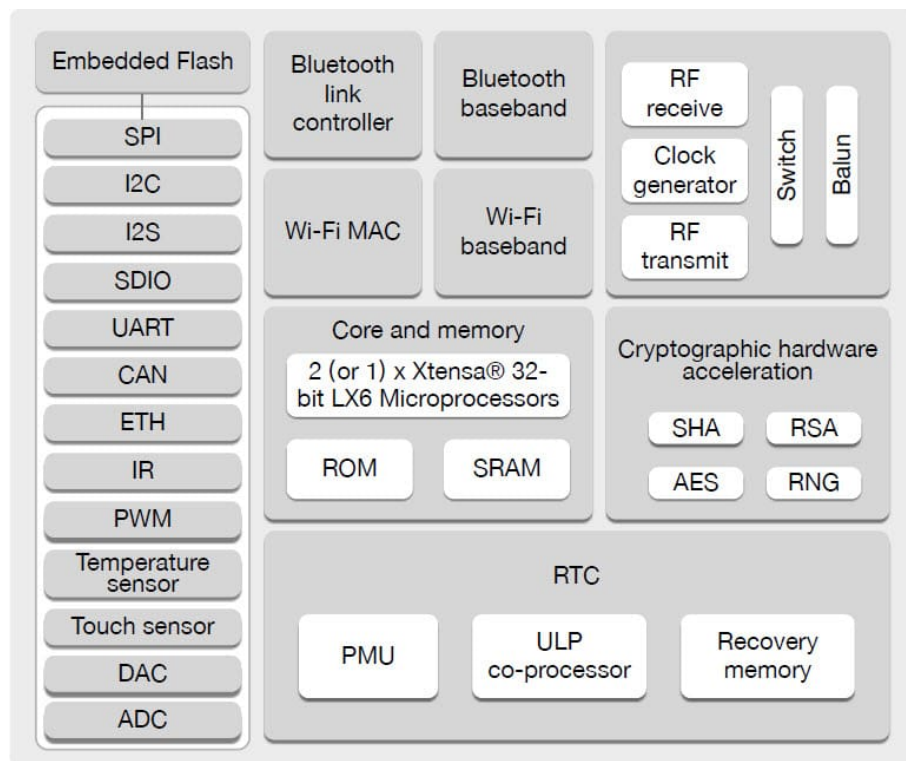 Embedded Flash
SPI
I2C
I2S
SDIO
UART
CAN
ETH
IR
PWM
Temperature
sensor
Touch sensor
DAC
ADC
Bluetooth
link
controller
Bluetooth
baseband
Wi-Fi MAC
Wi-Fi
baseband
RF
receive
Clock
generator
RF
transmit
Switch
Balun
Core and memory
2 (or 1) x Xtensa® 32-
bit LX6 Microprocessors
ROM
SRAM
Cryptographic hardware
acceleration
SHA
RSA
AES
RNG
RTC
PMU
ULP
co-processor
Recovery
memory